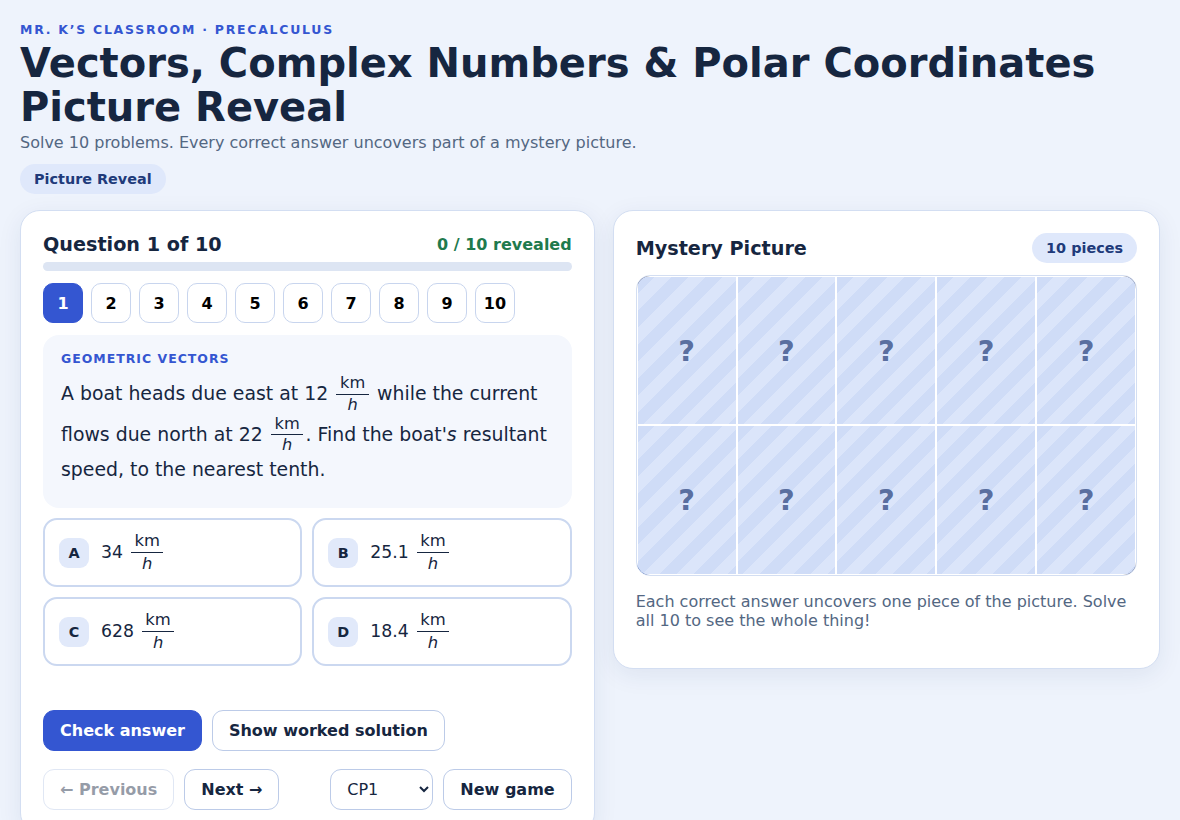 MR. K’S CLASSROOM · PRECALCULUS
Vectors, Complex Numbers & Polar Coordinates
Picture Reveal
Solve 10 problems. Every correct answer uncovers part of a mystery picture.
Picture Reveal
Question 1 of 10
0 / 10 revealed
1 2 3 4 5 6 7 8 9 10
GEOMETRIC VECTORS
A boat heads due east at 12 km/h while the current
flows due north at 22 km/h. Find the boat's resultant
speed, to the nearest tenth.
A 34 km/h
B 25.1 km/h
C 628 km/h
D 18.4 km/h
Check answer
Show worked solution
← Previous
Next →
CP1
New game
Mystery Picture
10 pieces
? ? ? ? ?
? ? ? ? ?
Each correct answer uncovers one piece of the picture. Solve
all 10 to see the whole thing!